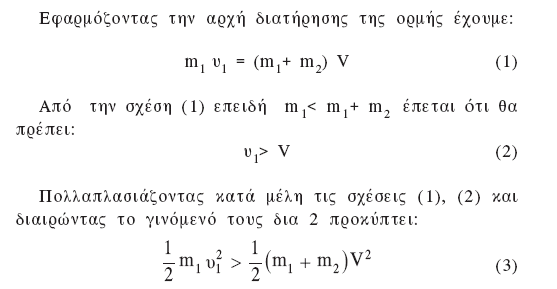 Εφαρμόζοντας την αρχή διατήρησης της ορμής έχουμε:
m₁ υ₁ = (m₁+ m₂) V (1)
Από την σχέση (1) επειδή m₁< m₁+ m₂ έπεται ότι θα
πρέπει:
υ₁> V (2)
Πολλαπλασιάζοντας κατά μέλη τις σχέσεις (1), (2) και
διαιρώντας το γινόμενό τους δια 2 προκύπτει:
½ m₁ υ₁² > ½ (m₁ + m₂)V² (3)